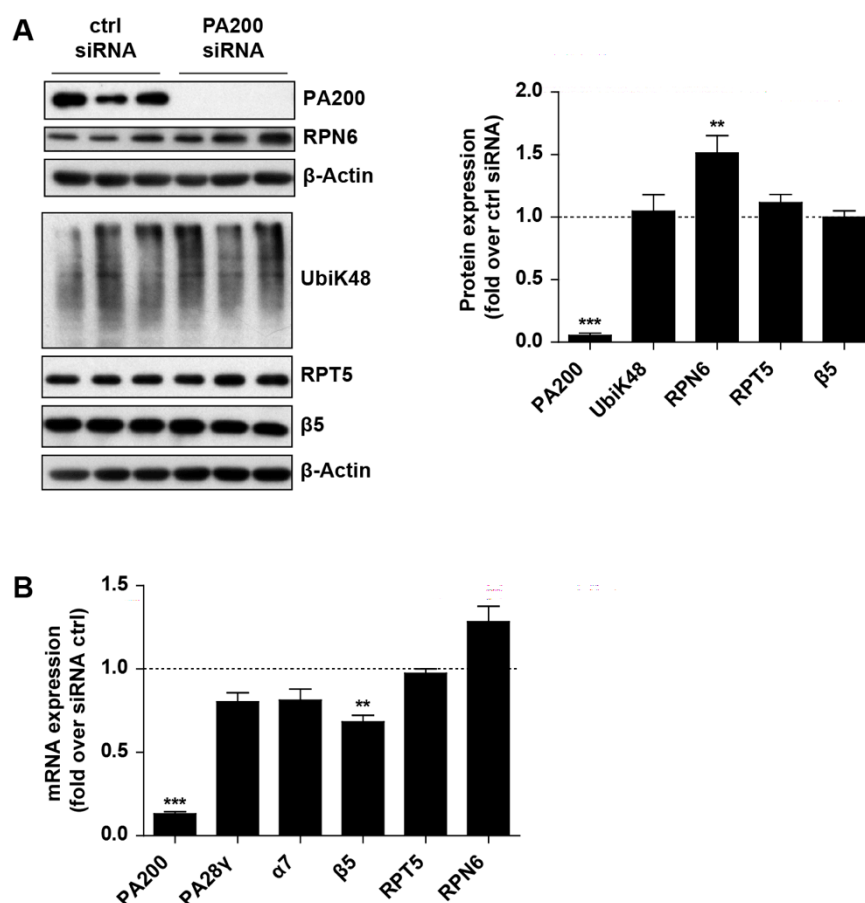 A
ctrl
siRNA
PA200
siRNA
PA200
RPN6
β-Actin
UbiK48
RPT5
β5
β-Actin
Protein expression
(fold over ctrl siRNA)
2.0
1.5
1.0
0.5
0.0
***
**
PA200
UbiK48
RPN6
RPT5
β5
B
mRNA expression
(fold over siRNA ctrl)
1.5
1.0
0.5
0.0
***
**
PA200
PA28γ
α7
β5
RPT5
RPN6